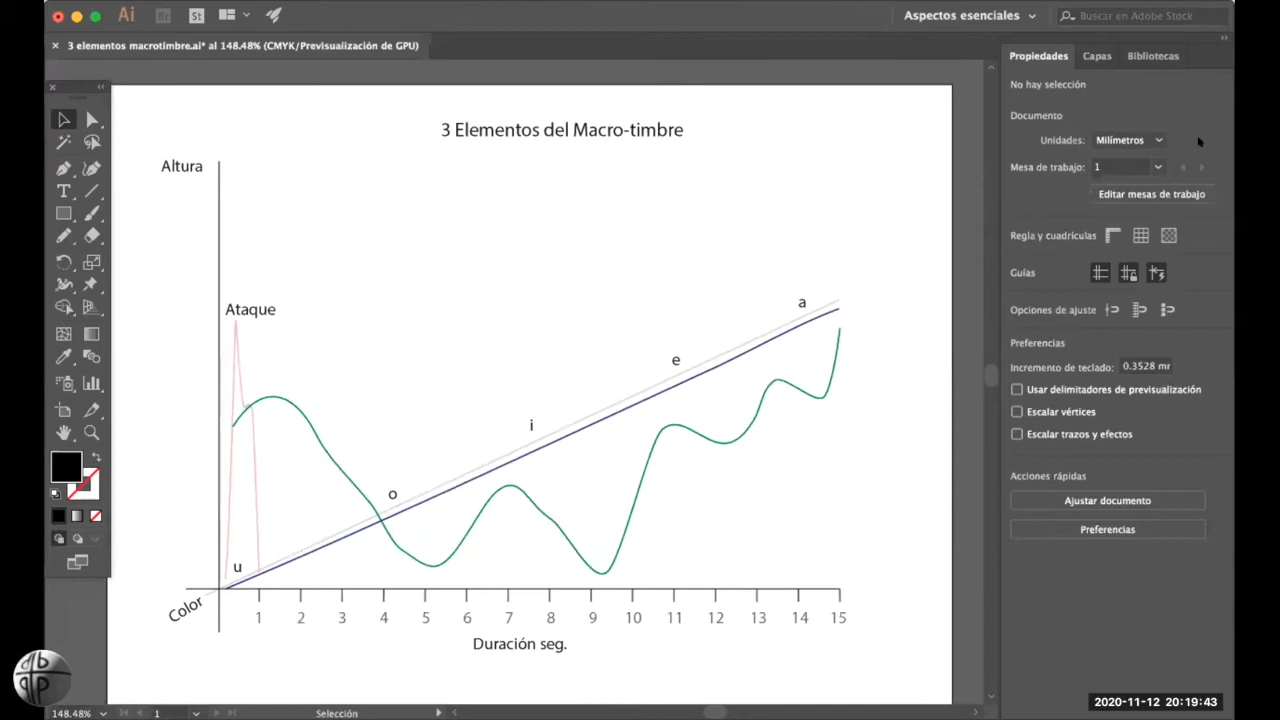 Ai
Br
St
Aspectos esenciales
Buscar en Adobe Stock
3 elementos macrotimbre.ai* al 148.48% (CMYK/Previsualización de GPU)
Propiedades
Capas
Bibliotecas
No hay selección
Documento
Unidades:
Milímetros
Mesa de trabajo:
1
Editar mesas de trabajo
Regla y cuadrículas
Guías
Opciones de ajuste
Preferencias
Incremento de teclado:
0.3528 mr
Usar delimitadores de previsualización
Escalar vértices
Escalar trazos y efectos
Acciones rápidas
Ajustar documento
Preferencias
3 Elementos del Macro-timbre
Altura
Ataque
a
e
i
o
u
Color
1 2 3 4 5 6 7 8 9 10 11 12 13 14 15
Duración seg.
148.48%
1
Selección
2020-11-12 20:19:43